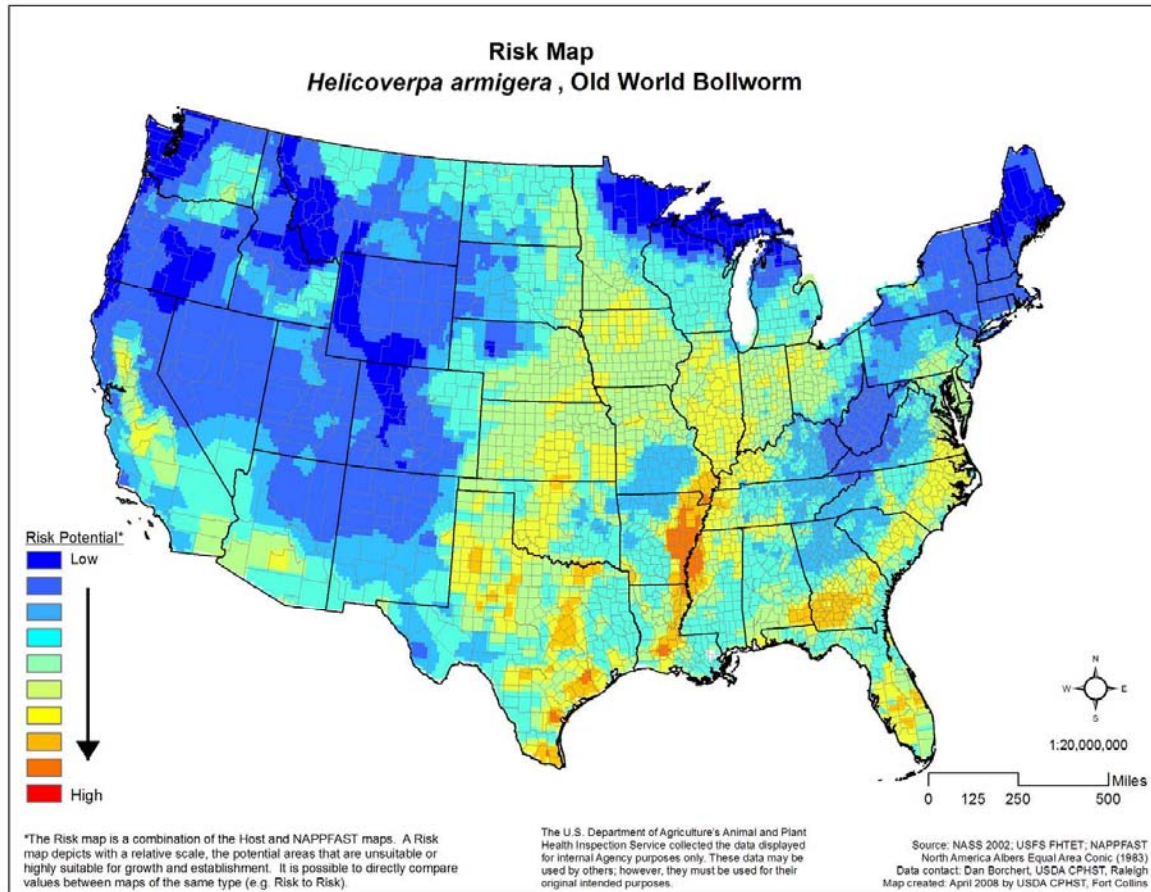 Risk Map
Helicoverpa armigera , Old World Bollworm
Risk Potential*
Low
High
N
W
E
S
1:20,000,000
Miles
0 125 250 500
*The Risk map is a combination of the Host and NAPPFAST maps. A Risk
map depicts with a relative scale, the potential areas that are unsuitable or
highly suitable for growth and establishment. It is possible to directly compare
values between maps of the same type (e.g. Risk to Risk).
The U.S. Department of Agriculture's Animal and Plant
Health Inspection Service collected the data displayed
for internal Agency purposes only. These data may be
used by others; however, they must be used for their
original intended purposes.
Source: NASS 2002; USFS FHTET; NAPPFAST
North America Albers Equal Area Conic (1983)
Data contact: Dan Borchert, USDA CPHST, Raleigh
Map created: April 2008 by USDA CPHST, Fort Collins